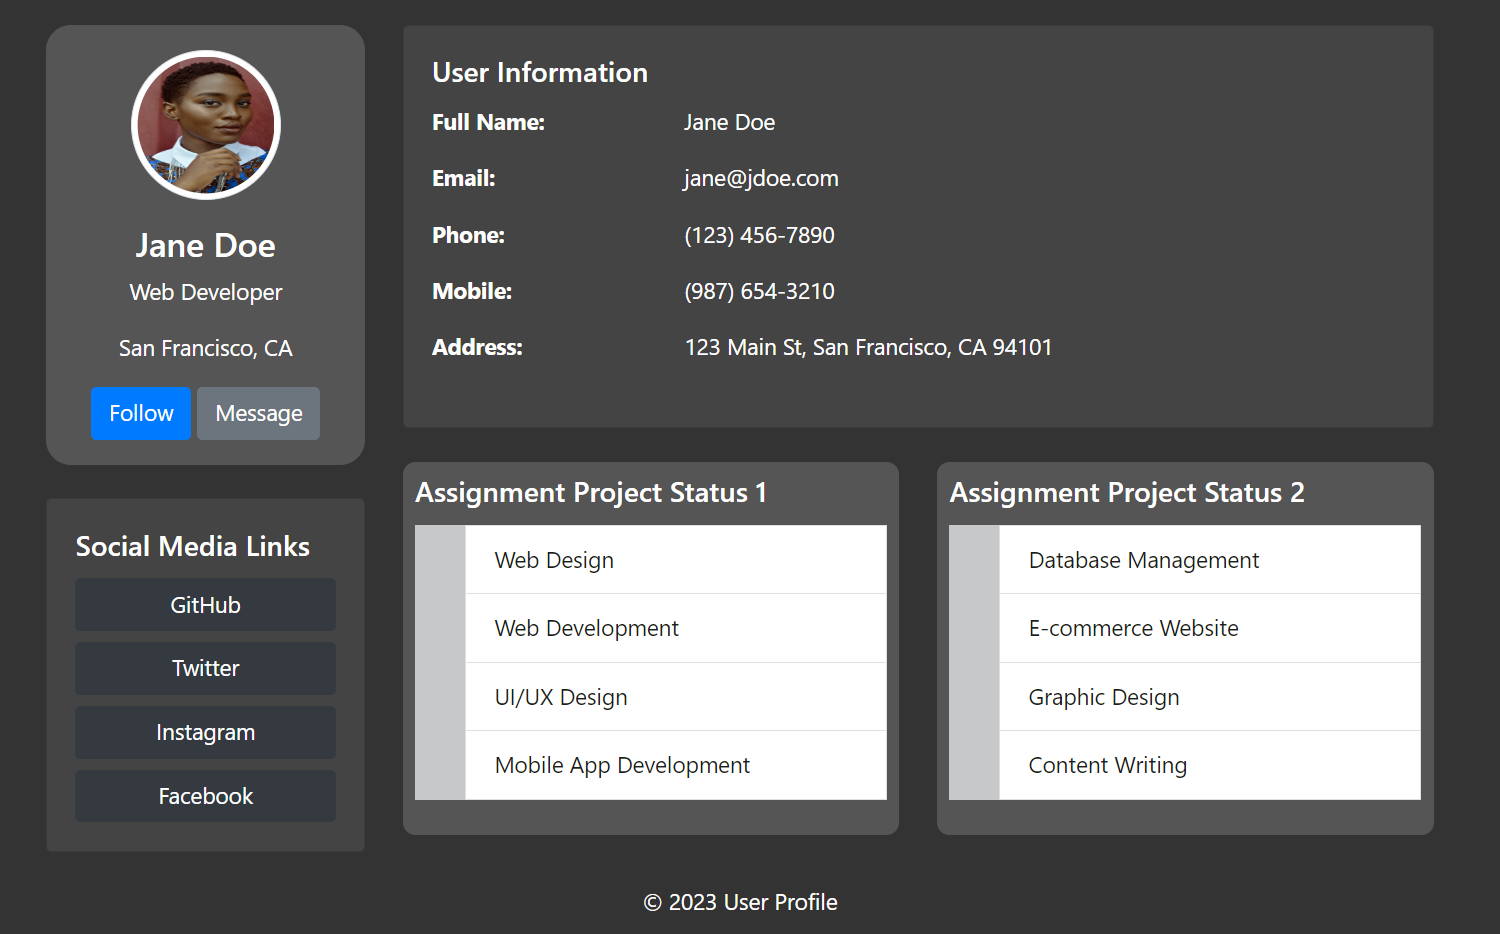 Jane Doe
Web Developer
San Francisco, CA
Follow Message
Social Media Links
GitHub
Twitter
Instagram
Facebook
User Information
Full Name: Jane Doe
Email: jane@jdoe.com
Phone: (123) 456-7890
Mobile: (987) 654-3210
Address: 123 Main St, San Francisco, CA 94101
Assignment Project Status 1
Web Design
Web Development
UI/UX Design
Mobile App Development
Assignment Project Status 2
Database Management
E-commerce Website
Graphic Design
Content Writing
© 2023 User Profile